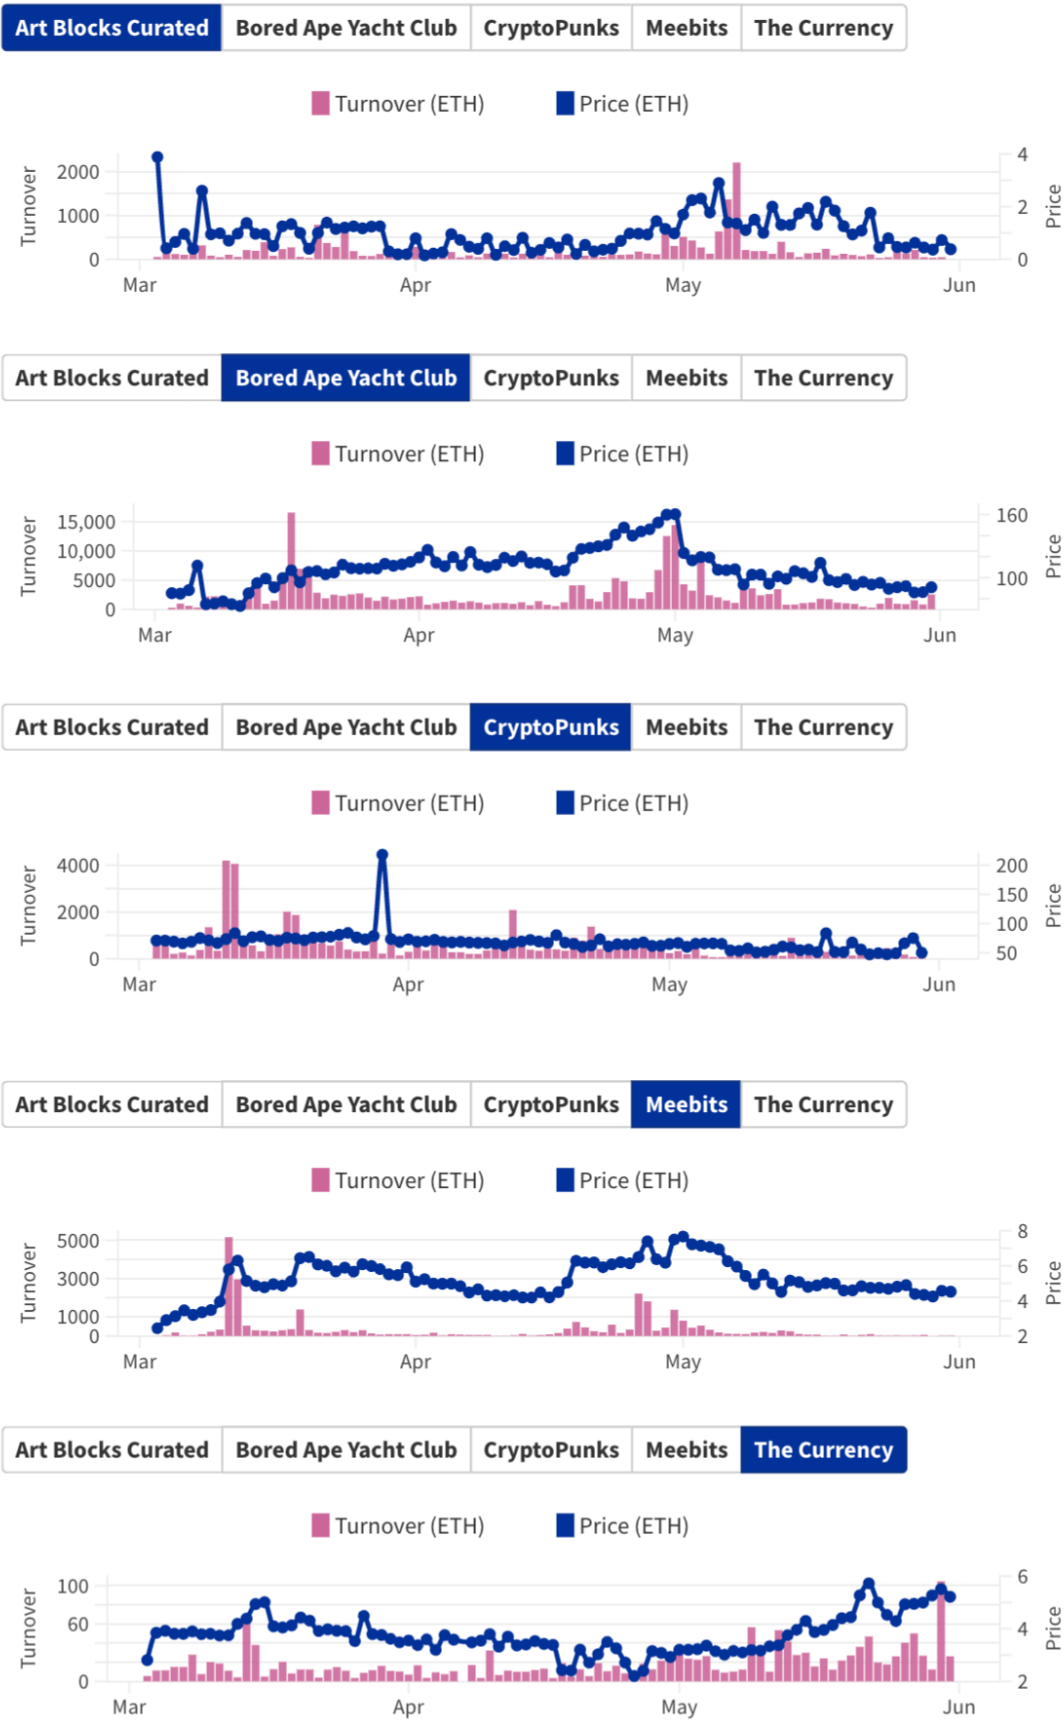 Art Blocks Curated Bored Ape Yacht Club CryptoPunks Meebits The Currency
Turnover (ETH) Price (ETH)
Turnover
2000
1000
0
4
2
0
Price
Mar Apr May Jun
Art Blocks Curated Bored Ape Yacht Club CryptoPunks Meebits The Currency
Turnover (ETH) Price (ETH)
Turnover
15,000
10,000
5000
0
160
100
Price
Mar Apr May Jun
Art Blocks Curated Bored Ape Yacht Club CryptoPunks Meebits The Currency
Turnover (ETH) Price (ETH)
Turnover
4000
2000
0
200
150
100
50
Price
Mar Apr May Jun
Art Blocks Curated Bored Ape Yacht Club CryptoPunks Meebits The Currency
Turnover (ETH) Price (ETH)
Turnover
5000
3000
1000
0
8
6
4
2
Price
Mar Apr May Jun
Art Blocks Curated Bored Ape Yacht Club CryptoPunks Meebits The Currency
Turnover (ETH) Price (ETH)
Turnover
100
60
0
6
4
2
Price
Mar Apr May Jun